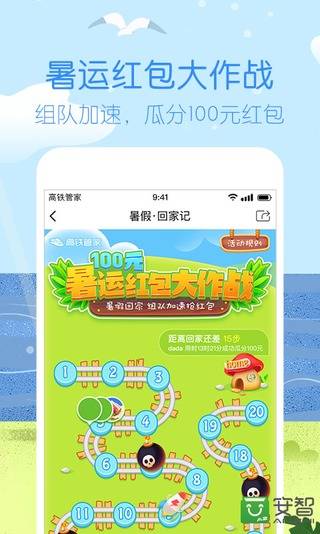 暑运红包大作战
组队加速，瓜分100元红包
高铁管家
9:41
暑假·回家记
高铁管家
活动规则
100元
暑运红包大作战
暑假回家 组队加速抢红包
距离回家还差 15步
dada 用时13时21分成功瓜分100元
1 2 9 10 20
3 8 11 19
12 18
4 7
13 17
5 6
安智